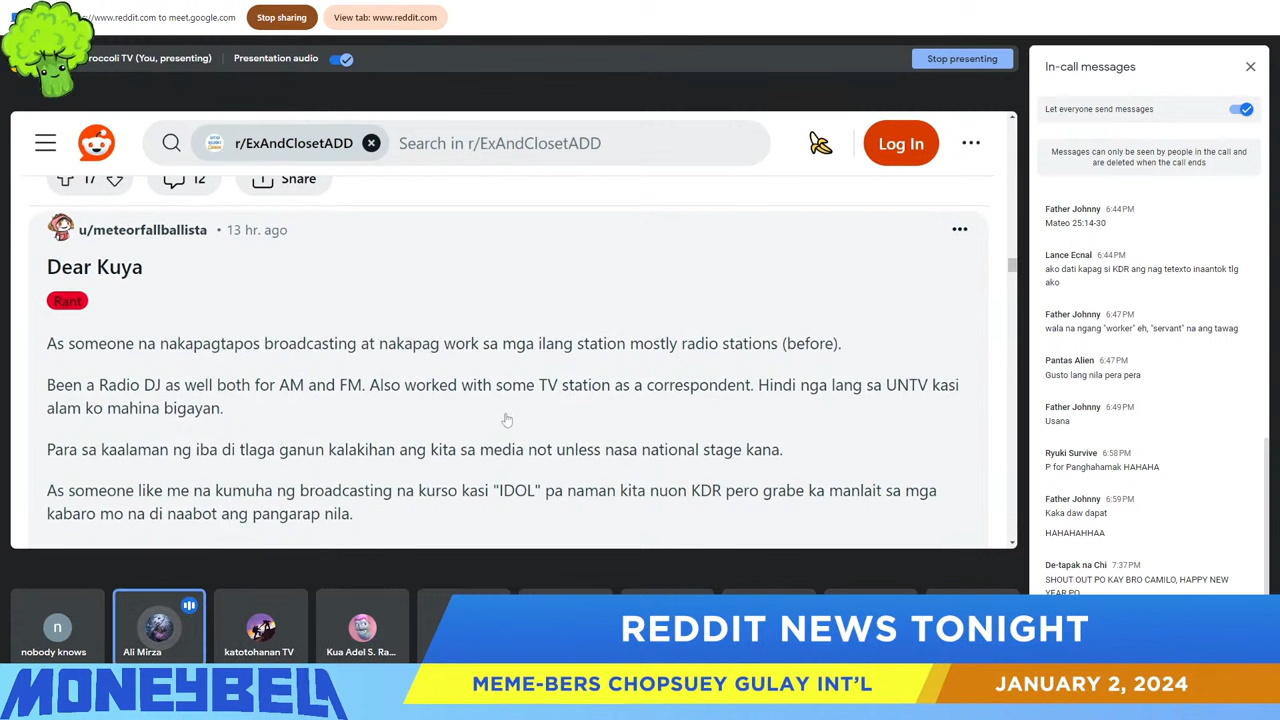 //www.reddit.com to meet.google.com
Stop sharing
View tab: www.reddit.com
roccoli TV (You, presenting)
Presentation audio
Stop presenting
r/ExAndClosetADD
Search in r/ExAndClosetADD
Log In
17
12
Share
u/meteorfallballista • 13 hr. ago
Dear Kuya
Rant
As someone na nakapagtapos broadcasting at nakapag work sa mga ilang station mostly radio stations (before).
Been a Radio DJ as well both for AM and FM. Also worked with some TV station as a correspondent. Hindi nga lang sa UNTV kasi
alam ko mahina bigayan.
Para sa kaalaman ng iba di tlaga ganun kalakihan ang kita sa media not unless nasa national stage kana.
As someone like me na kumuha ng broadcasting na kurso kasi "IDOL" pa naman kita nuon KDR pero grabe ka manlait sa mga
kabaro mo na di naabot ang pangarap nila.
In-call messages
Let everyone send messages
Messages can only be seen by people in the call and
are deleted when the call ends
Father Johnny 6:44 PM
Mateo 25:14-30
Lance Ecnal 6:44 PM
ako dati kapag si KDR ang nag tetexto inaantok tlg
ako
Father Johnny 6:47 PM
wala na ngang "worker" eh, "servant" na ang tawag
Pantas Alien 6:47 PM
Gusto lang nila pera pera
Father Johnny 6:49 PM
Usana
Ryuki Survive 6:58 PM
P for Panghahamak HAHAHA
Father Johnny 6:59 PM
Kaka daw dapat
HAHAHAHHAA
De-tapak na Chi 7:37 PM
SHOUT OUT PO KAY BRO CAMILO, HAPPY NEW
YEAR PO
n
nobody knows
Ali Mirza
katotohanan TV
Kua Adel S. Ra...
REDDIT NEWS TONIGHT
MONEYBELA
MEME-BERS CHOPSUEY GULAY INT'L
JANUARY 2, 2024